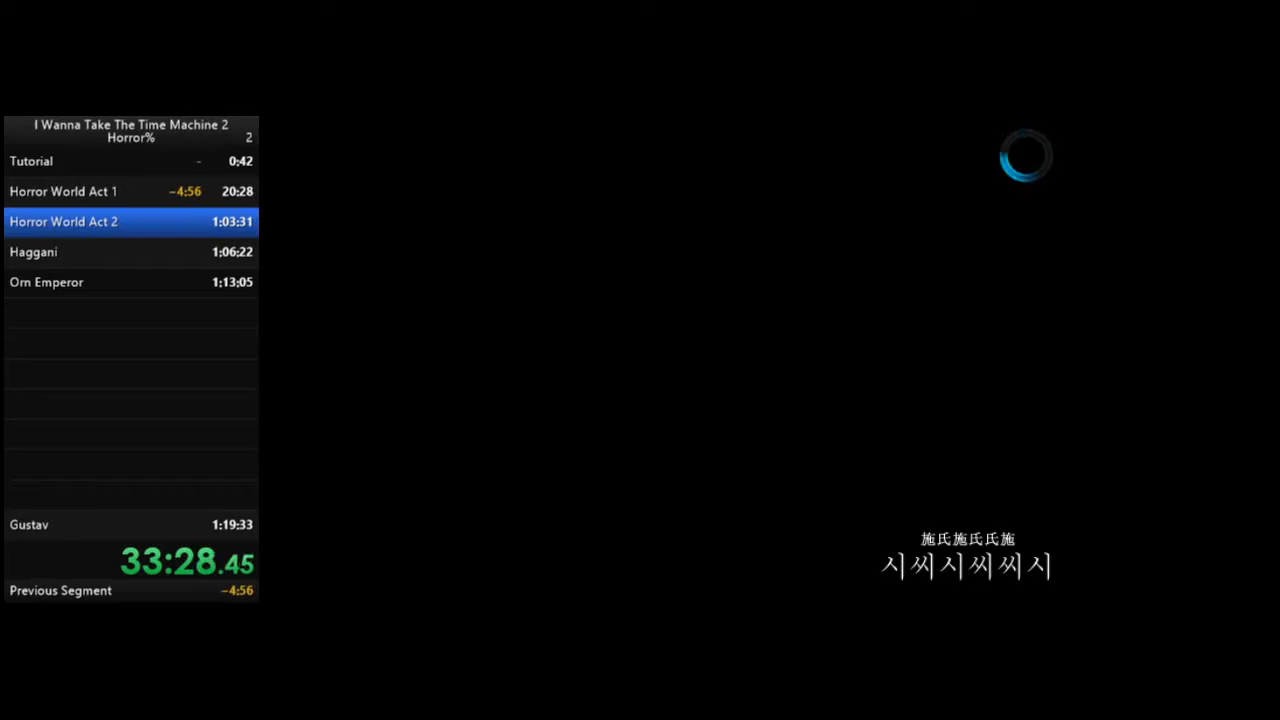 I Wanna Take The Time Machine 2
Horror% 2
Tutorial - 0:42
Horror World Act 1 −4:56 20:28
Horror World Act 2 1:03:31
Haggani 1:06:22
Orn Emperor 1:13:05
Gustav 1:19:33
33:28.45
Previous Segment −4:56
施氏施氏氏施
시씨시씨씨시